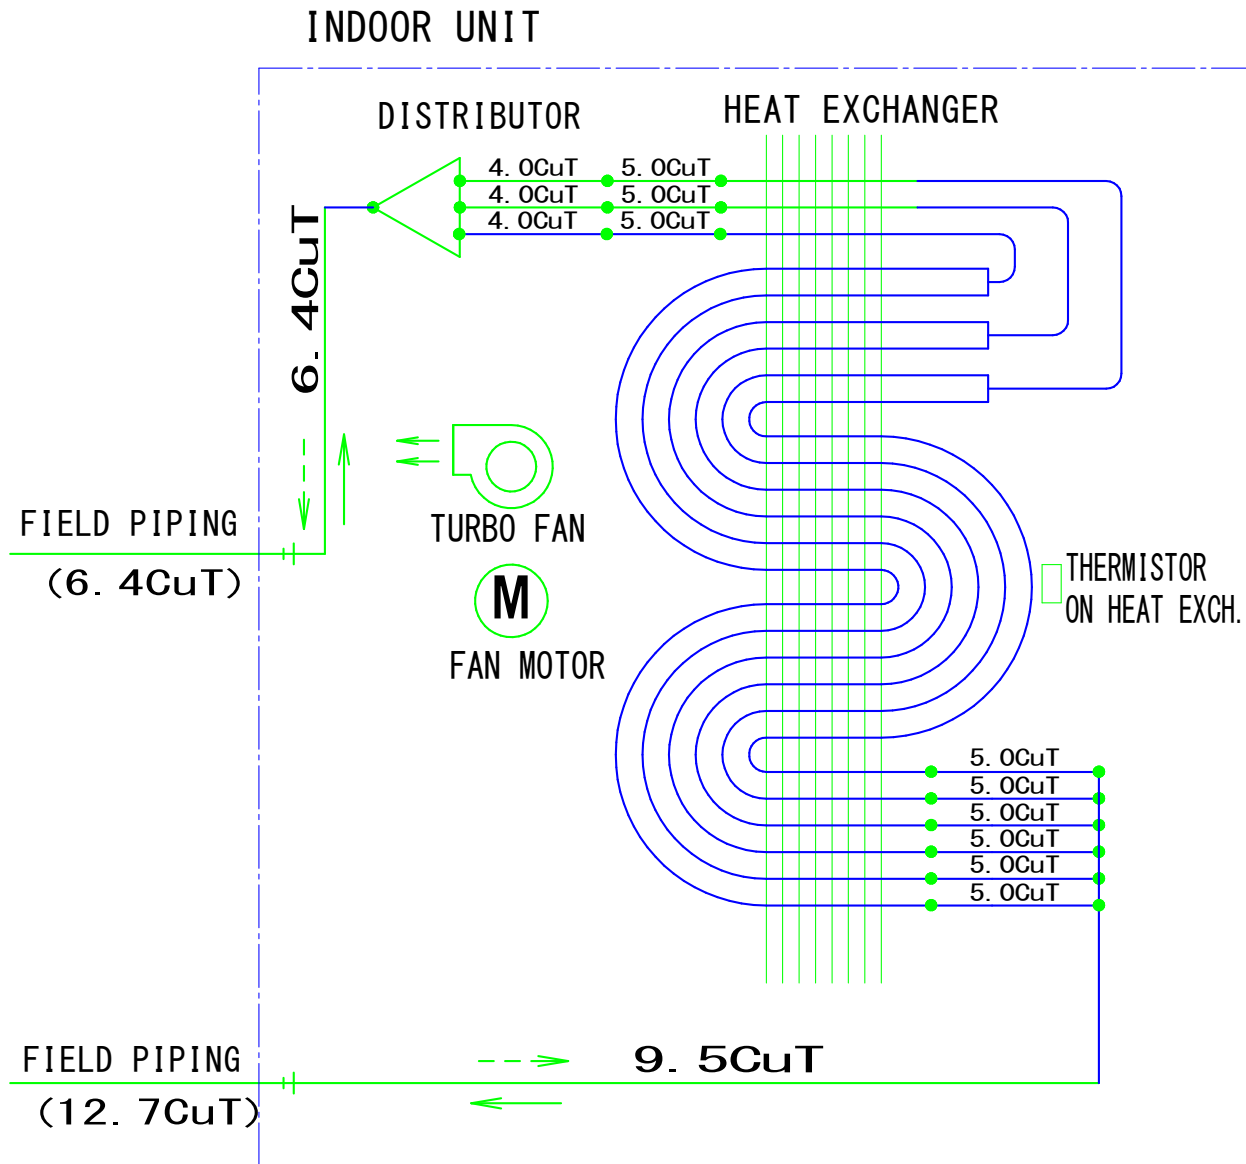 INDOOR UNIT
DISTRIBUTOR
HEAT EXCHANGER
4.0CuT 5.0CuT
4.0CuT 5.0CuT
4.0CuT 5.0CuT
6.4CuT
FIELD PIPING
(6.4CuT)
TURBO FAN
M
FAN MOTOR
THERMISTOR
ON HEAT EXCH.
5.0CuT
5.0CuT
5.0CuT
5.0CuT
5.0CuT
5.0CuT
FIELD PIPING
(12.7CuT)
9.5CuT